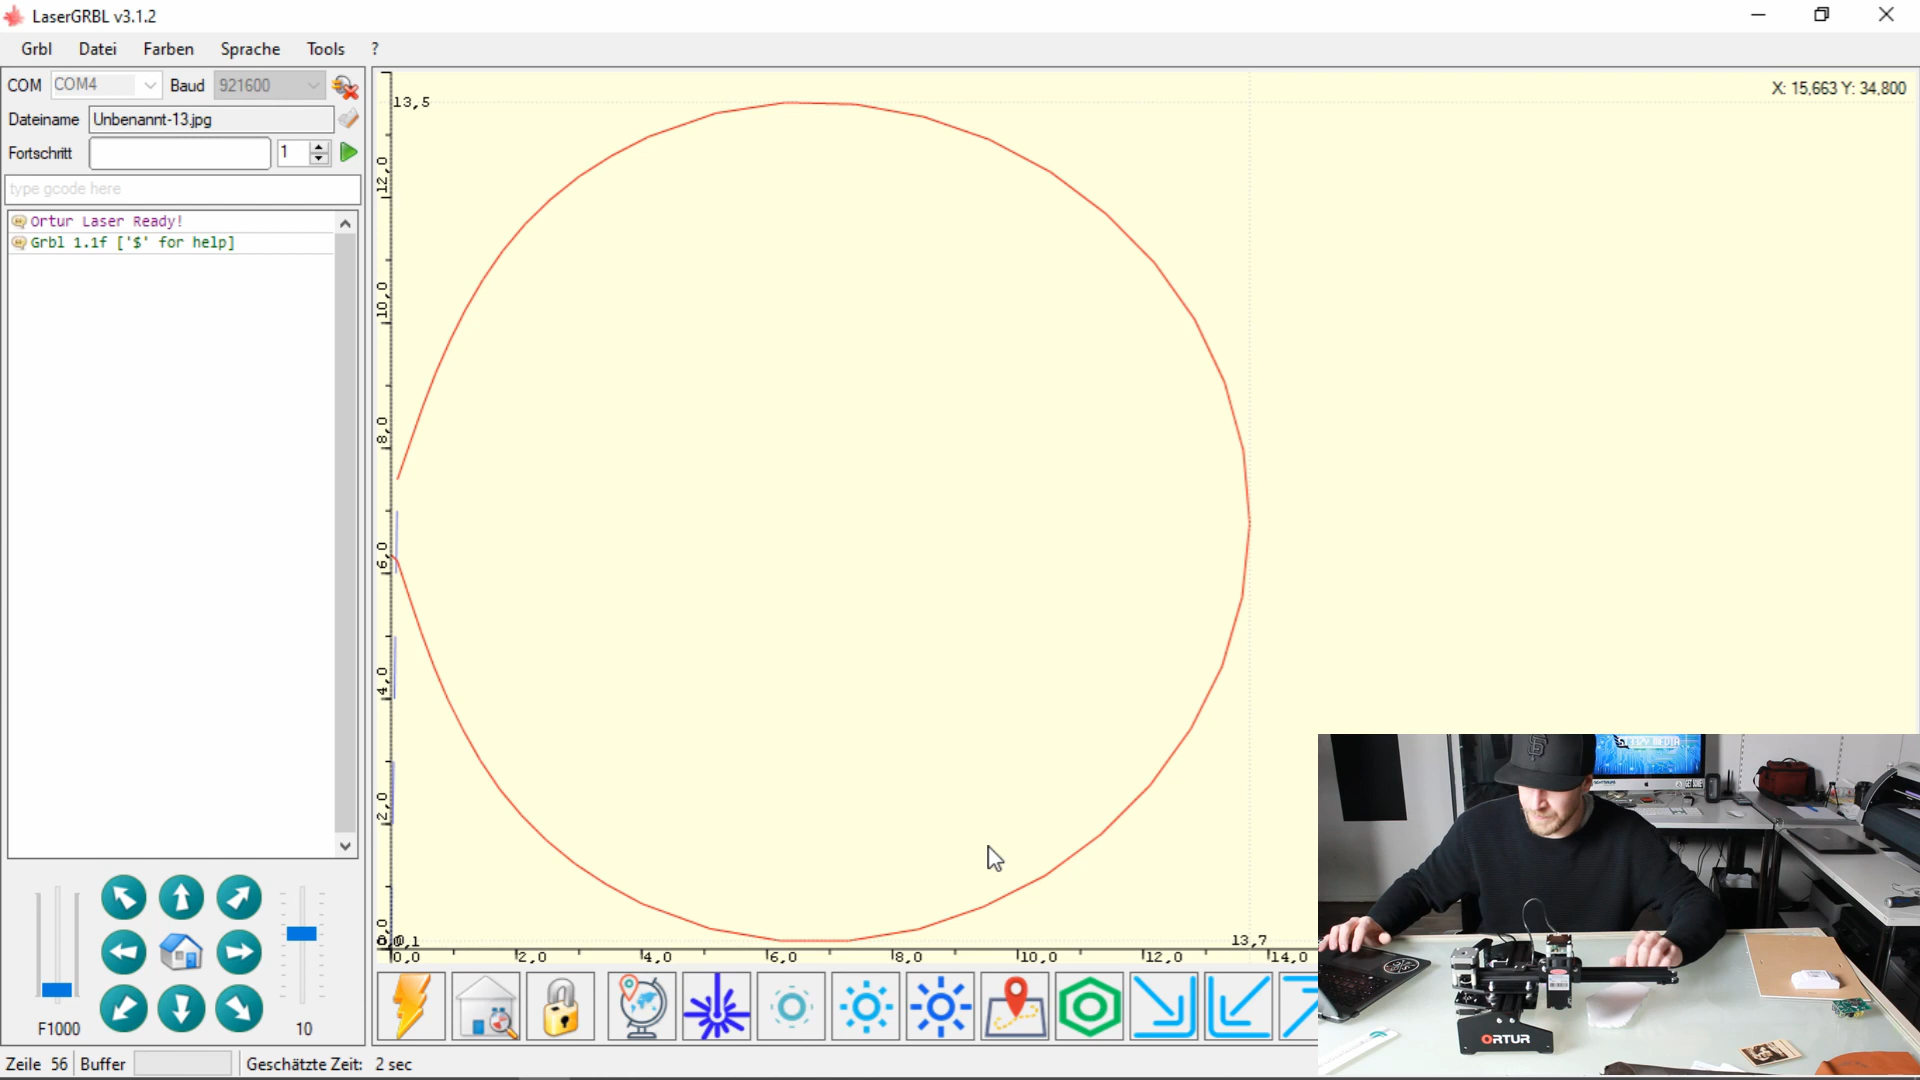 LaserGRBL v3.1.2
Grbl Datei Farben Sprache Tools ?
COM COM4 Baud 921600
Dateiname Unbenannt-13.jpg
Fortschritt 1
type gcode here
Ortur Laser Ready!
Grbl 1.1f ['$' for help]
X: 15,663 Y: 34,800
13,5
12,0
10,0
8,0
6,0
4,0
2,0
0,1
13,7
0,0 2,0 4,0 6,0 8,0 10,0 12,0 14,0
F1000
10
Zeile 56 Buffer Geschätzte Zeit: 2 sec
ORTUR